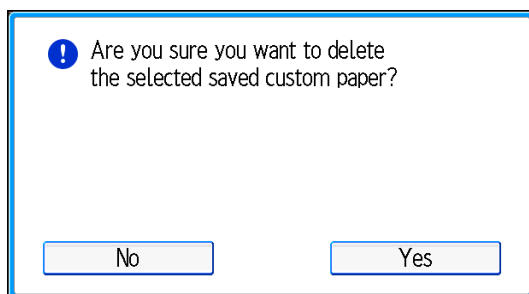 Are you sure you want to delete
the selected saved custom paper?
No
Yes